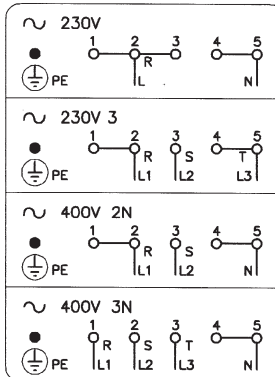 ∿ 230V
1 2 3 4 5
R
PE L N
∿ 230V 3
1 2 3 4 5
R S T
PE L1 L2 L3
∿ 400V 2N
1 2 3 4 5
R S
PE L1 L2 N
∿ 400V 3N
1 2 3 4 5
R S T
PE L1 L2 L3 N